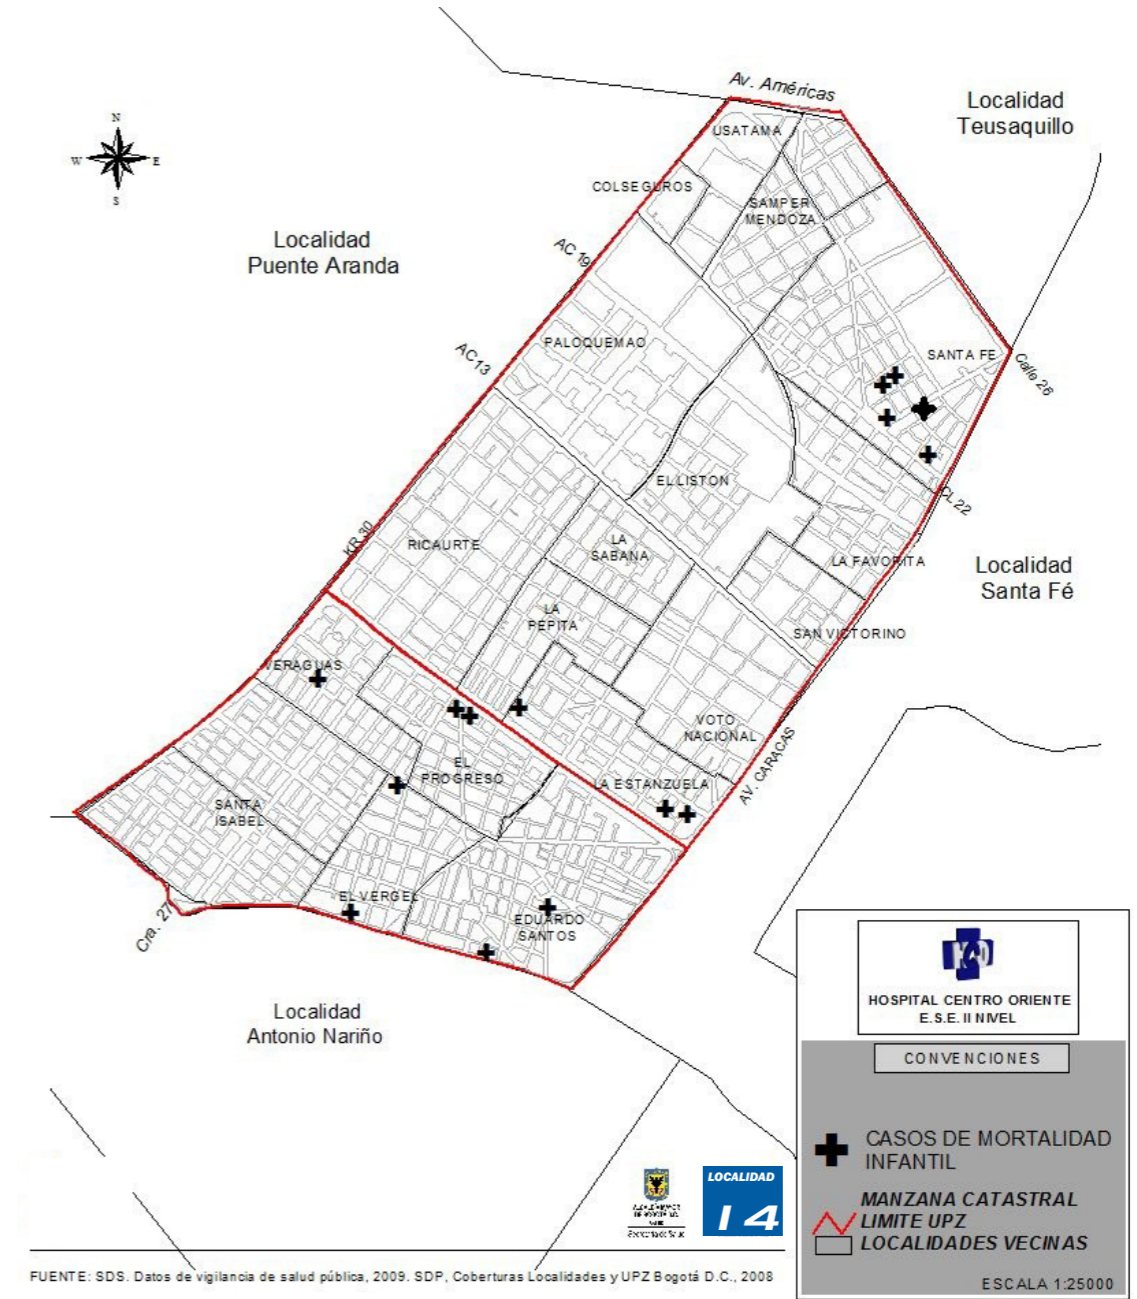 Av. Américas
Localidad
Teusaquillo
N
W
E
S
USATAMA
COLSEGUROS
SAMPER
MENDOZA
Localidad
Puente Aranda
AC 19
PALOQUEMAO
AC13
SANTA FE
Calle 26
ELLISTON
CL 22
KR 30
RICAURTE
LA
SABANA
LA FAVORITA
Localidad
Santa Fé
LA
PEPITA
SAN VICTORINO
VERAGUAS
VOTO
NACIONAL
AV. CARACAS
EL
PROGRESO
LA ESTANZUELA
SANTA
ISABEL
EL VERGEL
EDUARDO
SANTOS
Cra. 27
Localidad
Antonio Nariño
HCO
HOSPITAL CENTRO ORIENTE
E.S.E. II NIVEL
CONVENCIONES
CASOS DE MORTALIDAD
INFANTIL
MANZANA CATASTRAL
LIMITE UPZ
LOCALIDADES VECINAS
ESCALA 1:25000
LOCALIDAD
14
FUENTE: SDS. Datos de vigilancia de salud pública, 2009. SDP, Coberturas Localidades y UPZ Bogotá D.C., 2008